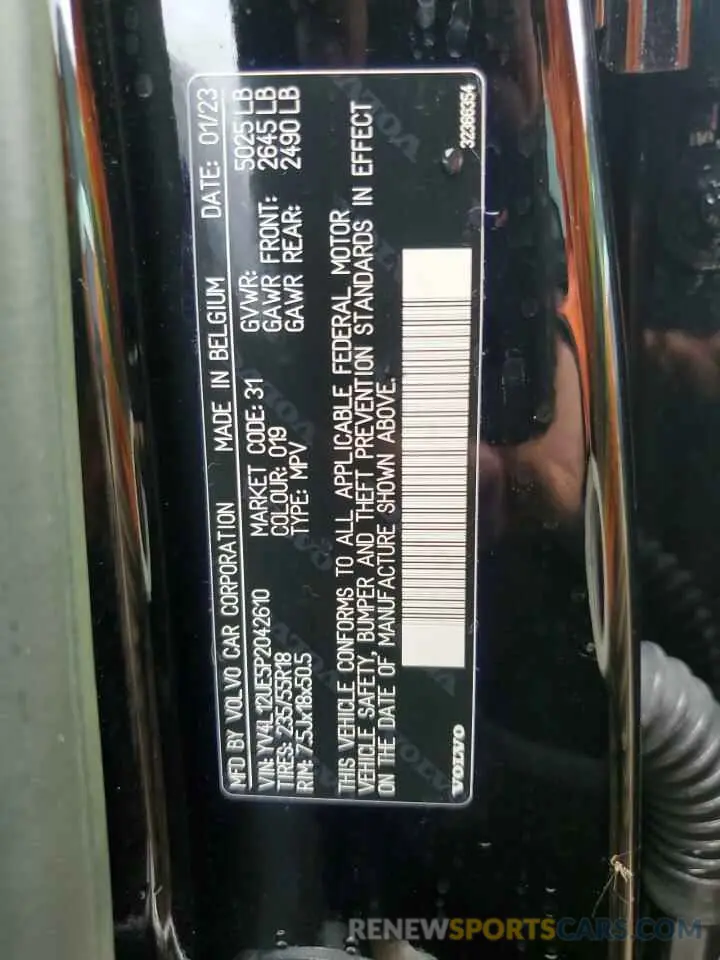 MFD BY VOLVO CAR CORPORATION MADE IN BELGIUM DATE: 01/23
VIN: YV4L12UE5P2042610 MARKET CODE: 31 GVWR: 5025 LB
TIRES: 235/55R18 COLOUR: 019 GAWR FRONT: 2645 LB
RIM: 7.5Jx18x50.5 TYPE: MPV GAWR REAR: 2490 LB
THIS VEHICLE CONFORMS TO ALL APPLICABLE FEDERAL MOTOR
VEHICLE SAFETY, BUMPER AND THEFT PREVENTION STANDARDS IN EFFECT
ON THE DATE OF MANUFACTURE SHOWN ABOVE.
VOLVO 32366354
RENEWSPORTSCARS.COM